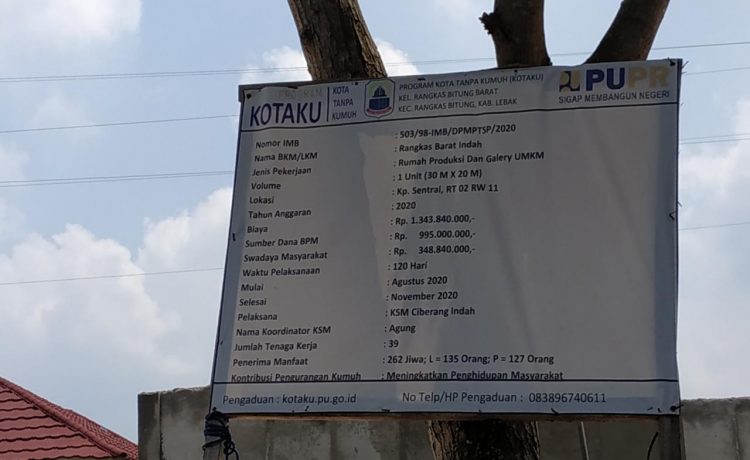 PROGRAM
KOTAKU
KOTA
TANPA
KUMUH
PROGRAM KOTA TANPA KUMUH (KOTAKU)
KEL. RANGKAS BITUNG BARAT
KEC. RANGKAS BITUNG, KAB. LEBAK
PUPR
SIGAP MEMBANGUN NEGERI
Nomor IMB : 503/98-IMB/DPMPTSP/2020
Nama BKM/LKM : Rangkas Barat Indah
Jenis Pekerjaan : Rumah Produksi Dan Galery UMKM
Volume : 1 Unit (30 M X 20 M)
Lokasi : Kp. Sentral, RT 02 RW 11
Tahun Anggaran : 2020
Biaya : Rp. 1.343.840.000,-
Sumber Dana BPM : Rp. 995.000.000,-
Swadaya Masyarakat : Rp. 348.840.000,-
Waktu Pelaksanaan : 120 Hari
Mulai : Agustus 2020
Selesai : November 2020
Pelaksana : KSM Ciberang Indah
Nama Koordinator KSM : Agung
Jumlah Tenaga Kerja : 39
Penerima Manfaat : 262 Jiwa; L = 135 Orang; P = 127 Orang
Kontribusi Pengurangan Kumuh : Meningkatkan Penghidupan Masyarakat
Pengaduan : kotaku.pu.go.id No Telp/HP Pengaduan : 083896740611